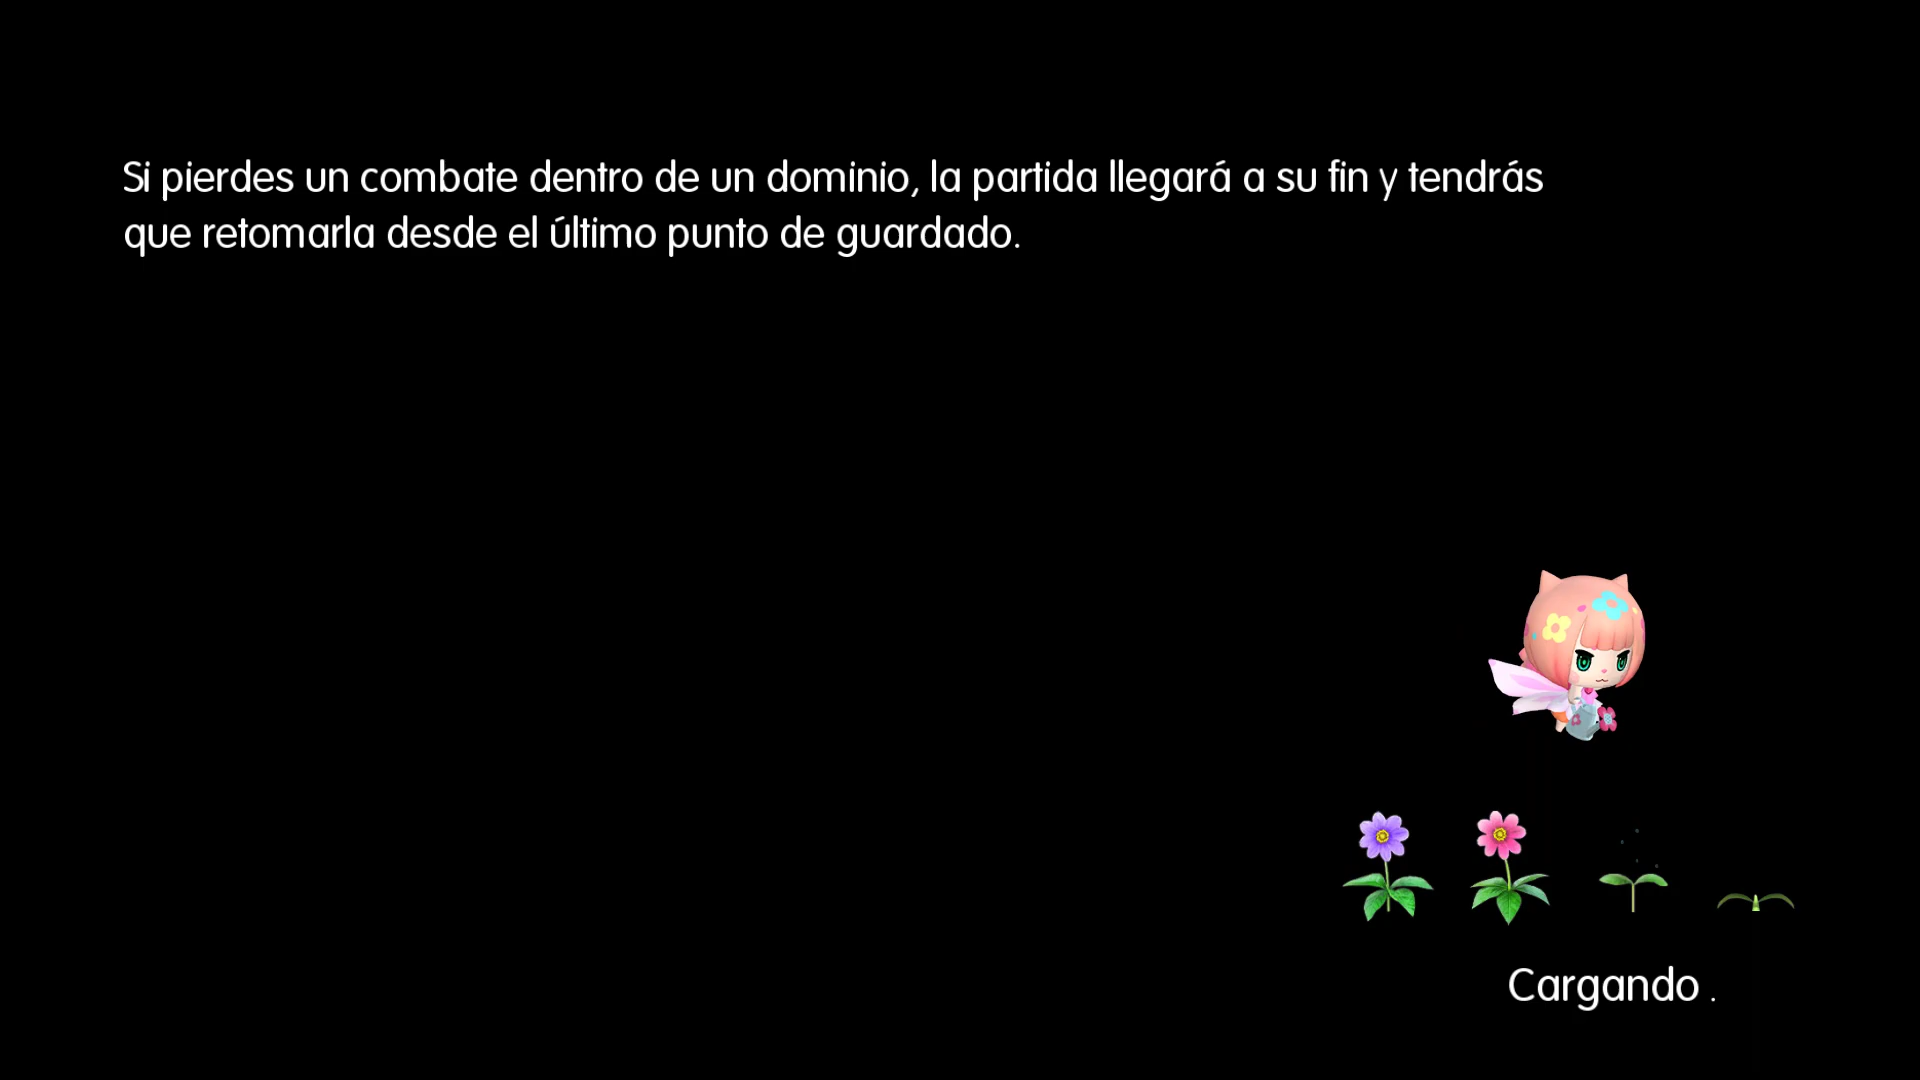 Si pierdes un combate dentro de un dominio, la partida llegará a su fin y tendrás
que retomarla desde el último punto de guardado.
Cargando .